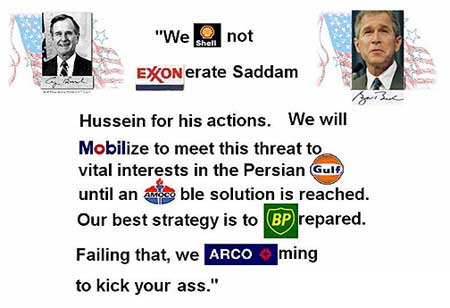 "We Shell not
EXXONerate Saddam
Hussein for his actions. We will
Mobilize to meet this threat to
vital interests in the Persian Gulf
until an AMOCO ble solution is reached.
Our best strategy is to BP repared.
Failing that, we ARCO ming
to kick your ass."